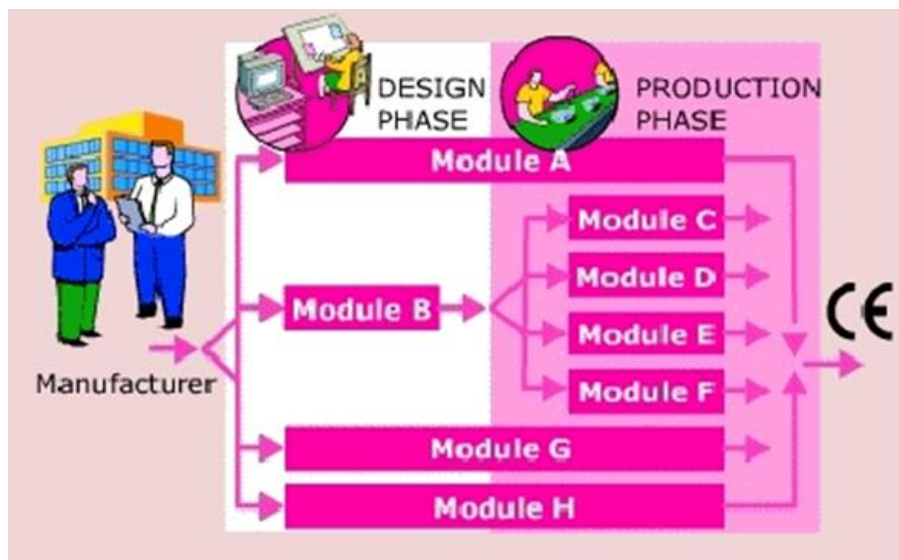 DESIGN
PHASE
PRODUCTION
PHASE
Module A
Module C
Module D
Module B
Module E
Manufacturer
Module F
Module G
Module H
CE